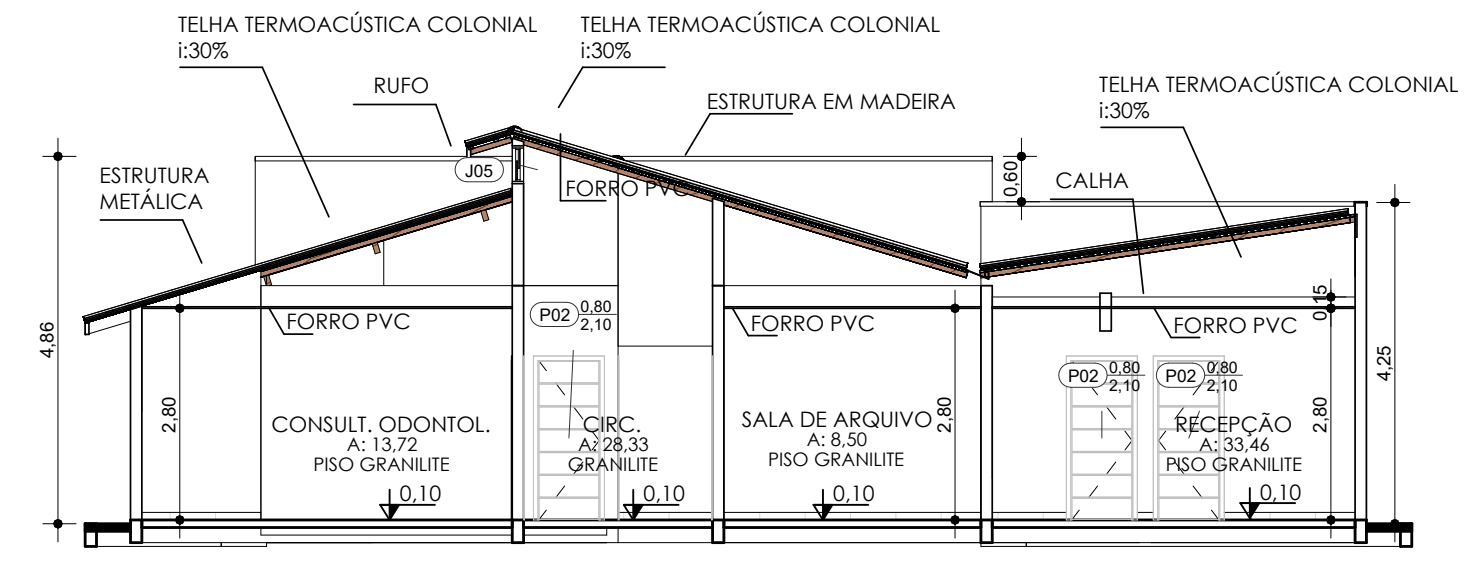 TELHA TERMOACÚSTICA COLONIAL
i:30%
TELHA TERMOACÚSTICA COLONIAL
i:30%
TELHA TERMOACÚSTICA COLONIAL
i:30%
RUFO
ESTRUTURA EM MADEIRA
ESTRUTURA
METÁLICA
J05
FORRO PVC
CALHA
0,60
4,86
4,25
FORRO PVC
P02 0,80
2,10
FORRO PVC
FORRO PVC
0,15
P02 0,80
2,10
P02 0,80
2,10
2,80
2,80
2,80
CONSULT. ODONTOL.
A: 13,72
PISO GRANILITE
CIRC.
A: 28,33
GRANILITE
SALA DE ARQUIVO
A: 8,50
PISO GRANILITE
RECEPÇÃO
A: 33,46
PISO GRANILITE
0,10
0,10
0,10
0,10